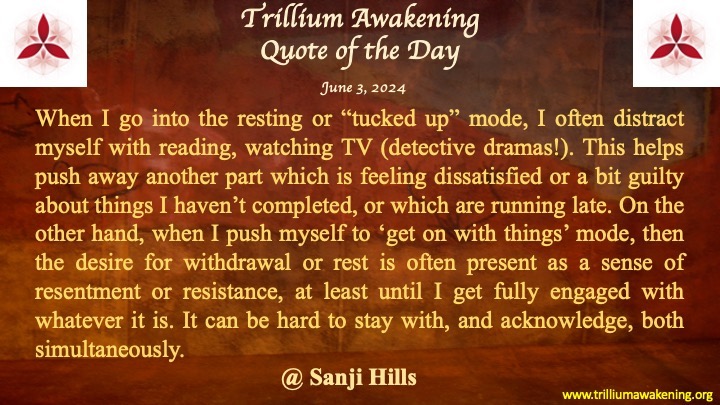 Trillium Awakening
Quote of the Day
June 3, 2024
When I go into the resting or “tucked up” mode, I often distract
myself with reading, watching TV (detective dramas!). This helps
push away another part which is feeling dissatisfied or a bit guilty
about things I haven’t completed, or which are running late. On the
other hand, when I push myself to ‘get on with things’ mode, then
the desire for withdrawal or rest is often present as a sense of
resentment or resistance, at least until I get fully engaged with
whatever it is. It can be hard to stay with, and acknowledge, both
simultaneously.
@ Sanji Hills
www.trilliumawakening.org